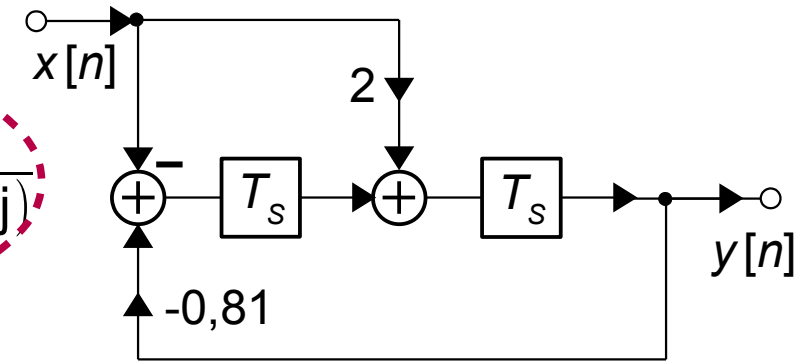 x[n]
2
j)
−
+
T_S
+
T_S
y[n]
-0,81